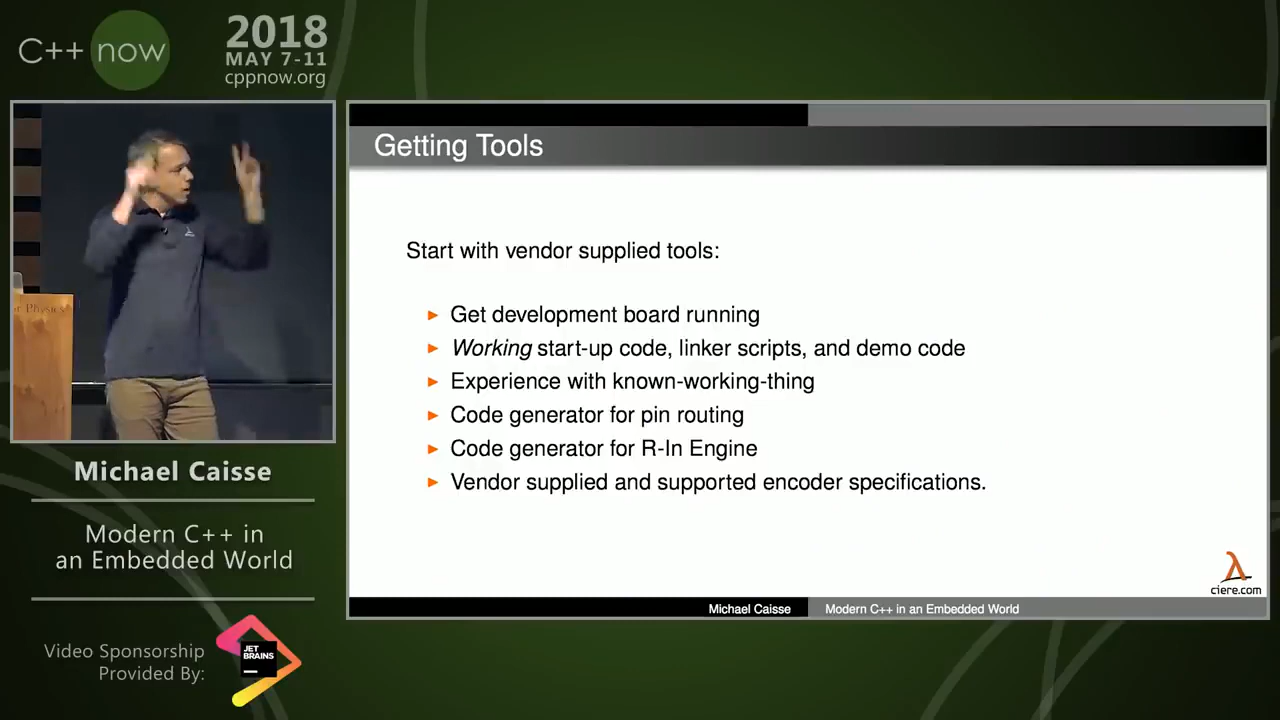 C++ now
2018
MAY 7-11
cppnow.org
Getting Tools
Start with vendor supplied tools:
Get development board running
Working start-up code, linker scripts, and demo code
Experience with known-working-thing
Code generator for pin routing
Code generator for R-In Engine
Vendor supplied and supported encoder specifications.
λ
ciere.com
Michael Caisse
Modern C++ in an Embedded World
r Physics
Michael Caisse
Modern C++ in
an Embedded World
Video Sponsorship
Provided By:
JET
BRAINS